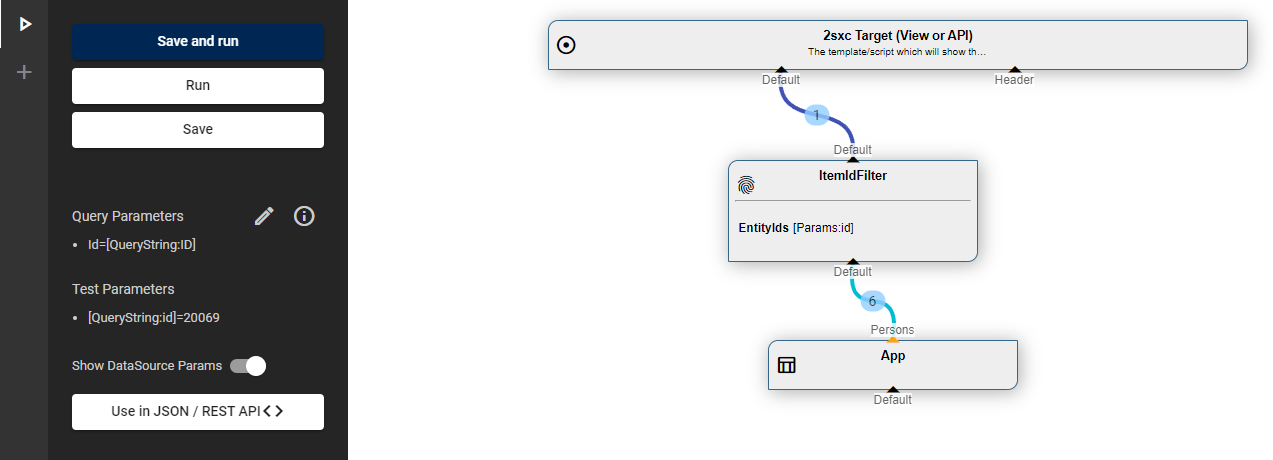 Save and run
Run
Save
Query Parameters
Id=[QueryString:ID]
Test Parameters
[QueryString:id]=20069
Show DataSource Params
Use in JSON / REST API
2sxc Target (View or API)
The template/script which will show th...
Default
Header
1
Default
ItemIdFilter
EntityIds [Params:id]
Default
6
Persons
App
Default